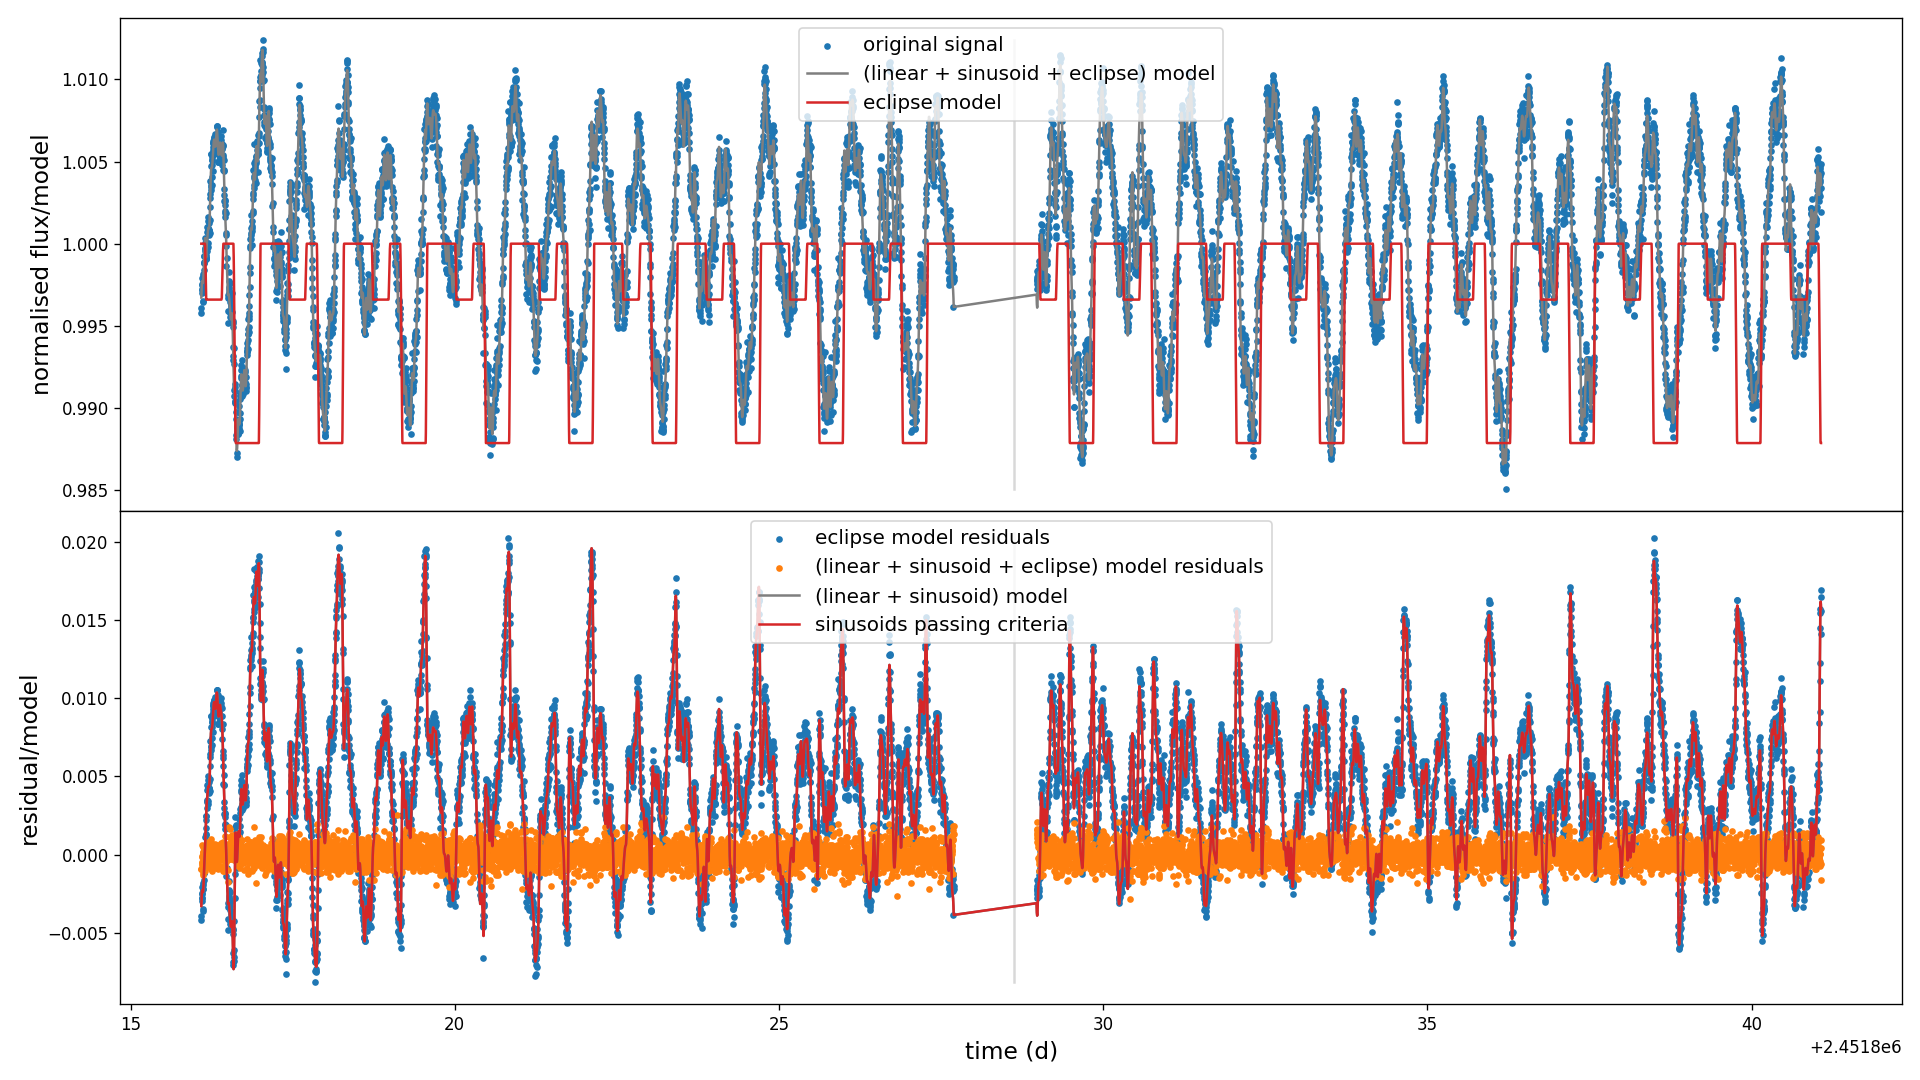 original signal
(linear + sinusoid + eclipse) model
eclipse model
1.010
1.005
1.000
0.995
0.990
0.985
normalised flux/model
eclipse model residuals
(linear + sinusoid + eclipse) model residuals
(linear + sinusoid) model
sinusoids passing criteria
0.020
0.015
0.010
0.005
0.000
−0.005
residual/model
15 20 25 30 35 40
time (d)
+2.4518e6